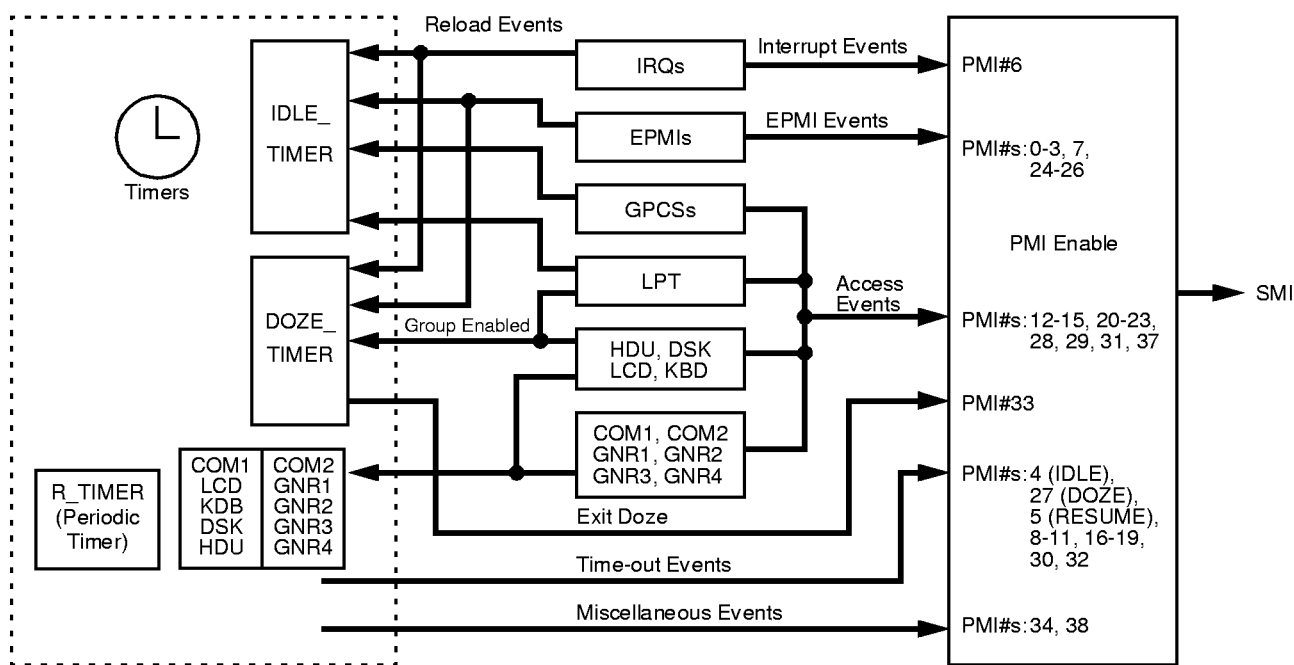 Reload Events
IDLE_
TIMER
Timers
DOZE_
TIMER
Group Enabled
R_TIMER
(Periodic
Timer)
COM1
LCD
KDB
DSK
HDU
COM2
GNR1
GNR2
GNR3
GNR4
IRQs
EPMIs
GPCSs
LPT
HDU, DSK
LCD, KBD
COM1, COM2
GNR1, GNR2
GNR3, GNR4
Exit Doze
Time-out Events
Miscellaneous Events
Interrupt Events
EPMI Events
Access
Events
PMI#6
PMI#s: 0-3, 7,
24-26
PMI Enable
PMI#s: 12-15, 20-23,
28, 29, 31, 37
PMI#33
PMI#s: 4 (IDLE),
27 (DOZE),
5 (RESUME),
8-11, 16-19,
30, 32
PMI#s: 34, 38
SMI